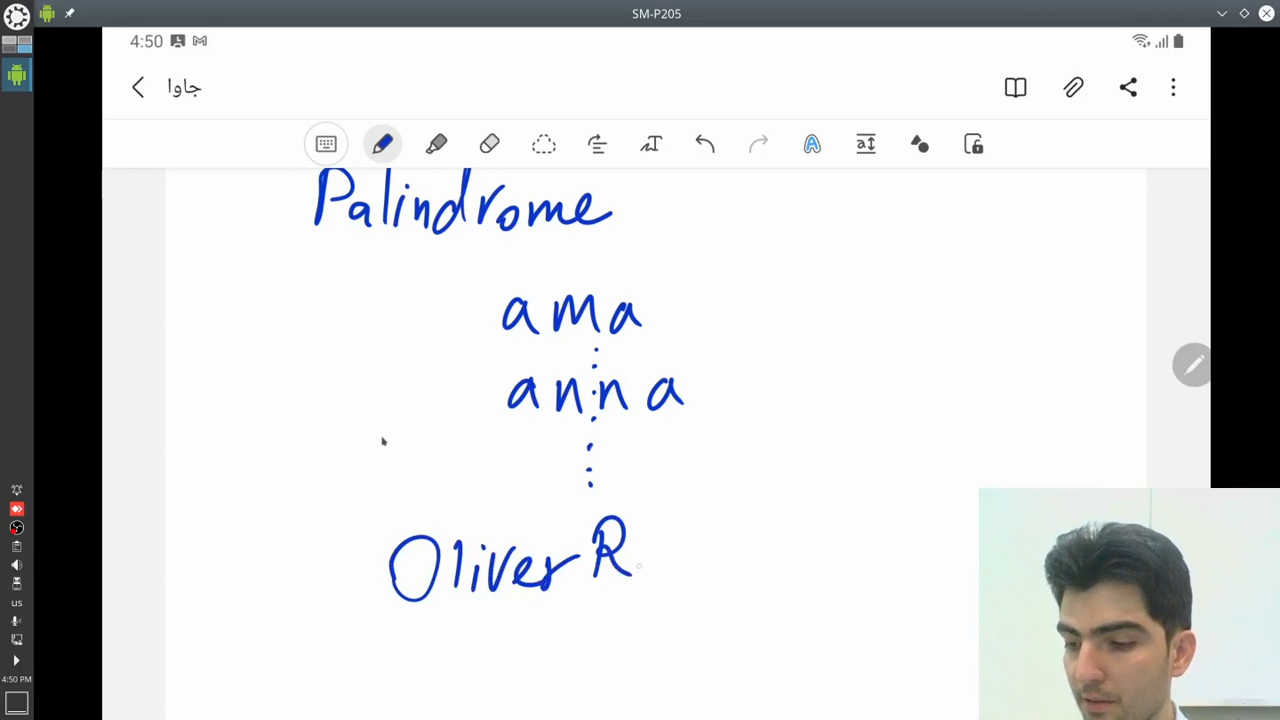 SM-P205
4:50
جاوا
Palindrome
ama
anna
Oliver R
us
4:50 PM